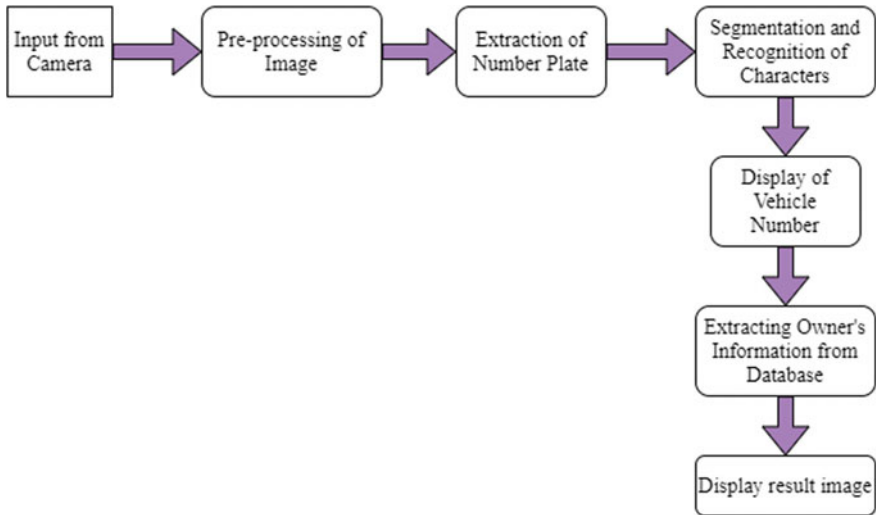 Input from
Camera
Pre-processing of
Image
Extraction of
Number Plate
Segmentation and
Recognition of
Characters
Display of
Vehicle
Number
Extracting Owner's
Information from
Database
Display result image